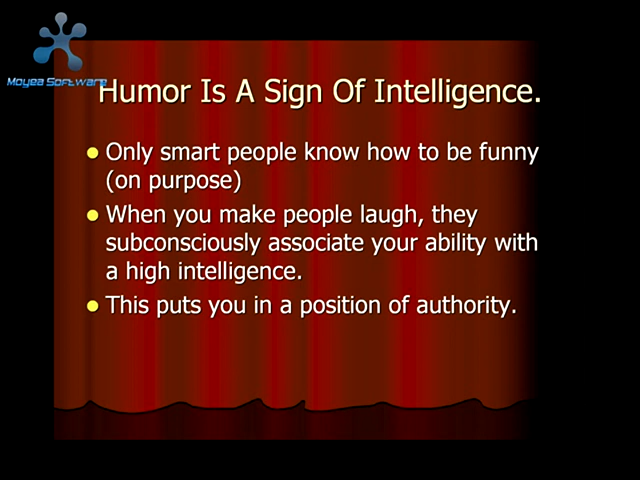 Moyea Software
Humor Is A Sign Of Intelligence.
Only smart people know how to be funny
(on purpose)
When you make people laugh, they
subconsciously associate your ability with
a high intelligence.
This puts you in a position of authority.